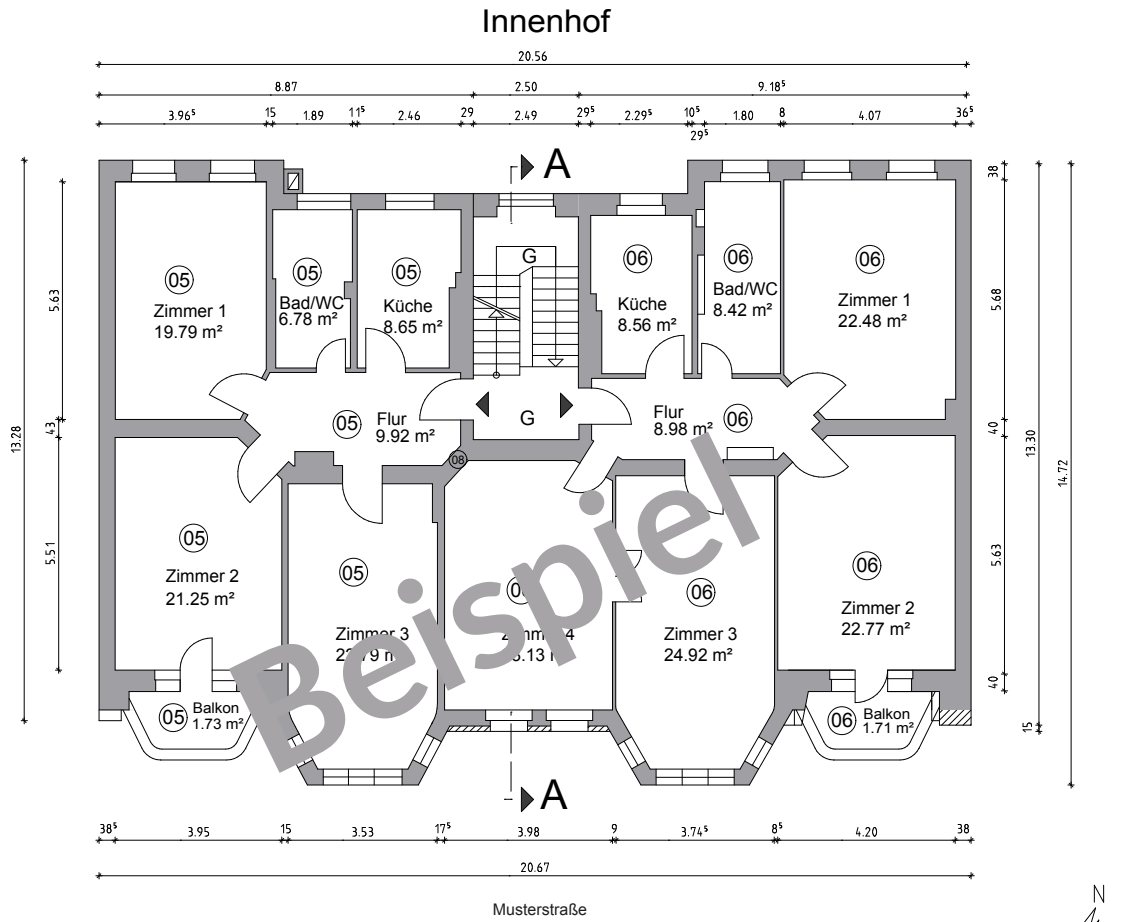 Innenhof
20.56
8.87 2.50 9.18⁵
3.96⁵ 15 1.89 11⁵ 2.46 29 2.49 29⁵ 2.29⁵ 10⁵ 29⁵ 1.80 8 4.07 36⁵
A
05
Zimmer 1
19.79 m²
05
Bad/WC
6.78 m²
05
Küche
8.65 m²
G
06
Küche
8.56 m²
06
Bad/WC
8.42 m²
06
Zimmer 1
22.48 m²
05
Flur
9.92 m²
G
Flur
8.98 m²
06
08
05
Zimmer 2
21.25 m²
05
Zimmer 3
Zimmer 4
06
Zimmer 3
24.92 m²
06
Zimmer 2
22.77 m²
05
Balkon
1.73 m²
06
Balkon
1.71 m²
Beispiel
A
13.28
5.63
43
5.51
38
5.68
40
5.63
40
13.30
15
14.72
38⁵ 3.95 15 3.53 17⁵ 3.98 9 3.74⁵ 8⁵ 4.20 38
20.67
Musterstraße
N